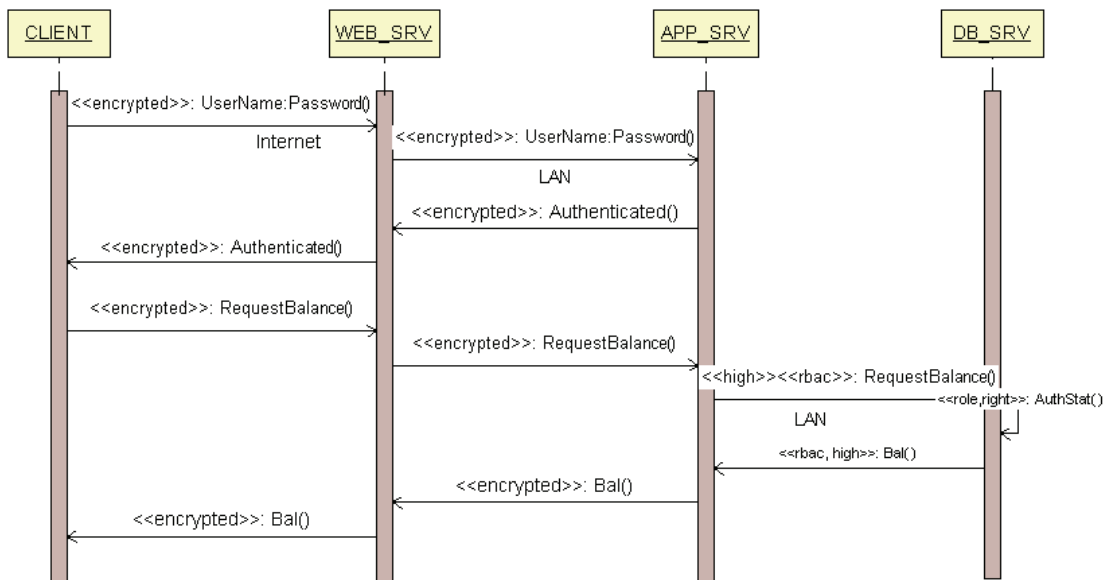 CLIENT
WEB_SRV
APP_SRV
DB_SRV
<<encrypted>>: UserName:Password()
Internet
<<encrypted>>: UserName:Password()
LAN
<<encrypted>>: Authenticated()
<<encrypted>>: Authenticated()
<<encrypted>>: RequestBalance()
<<encrypted>>: RequestBalance()
<<high>><<rbac>>: RequestBalance()
<<role,right>>: AuthStat()
LAN
<<rbac, high>>: Bal()
<<encrypted>>: Bal()
<<encrypted>>: Bal()